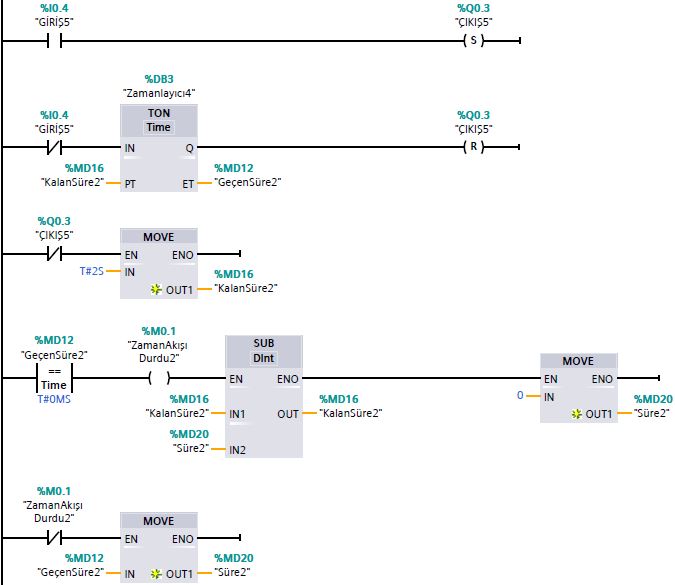 %I0.4
"GİRİŞ5"
%Q0.3
"ÇIKIŞ5"
S
%DB3
"Zamanlayıcı4"
%I0.4
"GİRİŞ5"
TON
Time
%Q0.3
"ÇIKIŞ5"
IN
Q
R
%MD16
"KalanSüre2"
PT
ET
%MD12
"GeçenSüre2"
%Q0.3
"ÇIKIŞ5"
MOVE
EN
ENO
T#2S
IN
OUT1
%MD16
"KalanSüre2"
%MD12
"GeçenSüre2"
==
Time
T#0MS
%M0.1
"ZamanAkışı
Durdu2"
SUB
DInt
EN
ENO
%MD16
"KalanSüre2"
IN1
OUT
%MD16
"KalanSüre2"
%MD20
"Süre2"
IN2
MOVE
EN
ENO
0
IN
OUT1
%MD20
"Süre2"
%M0.1
"ZamanAkışı
Durdu2"
MOVE
EN
ENO
%MD12
"GeçenSüre2"
IN
OUT1
%MD20
"Süre2"